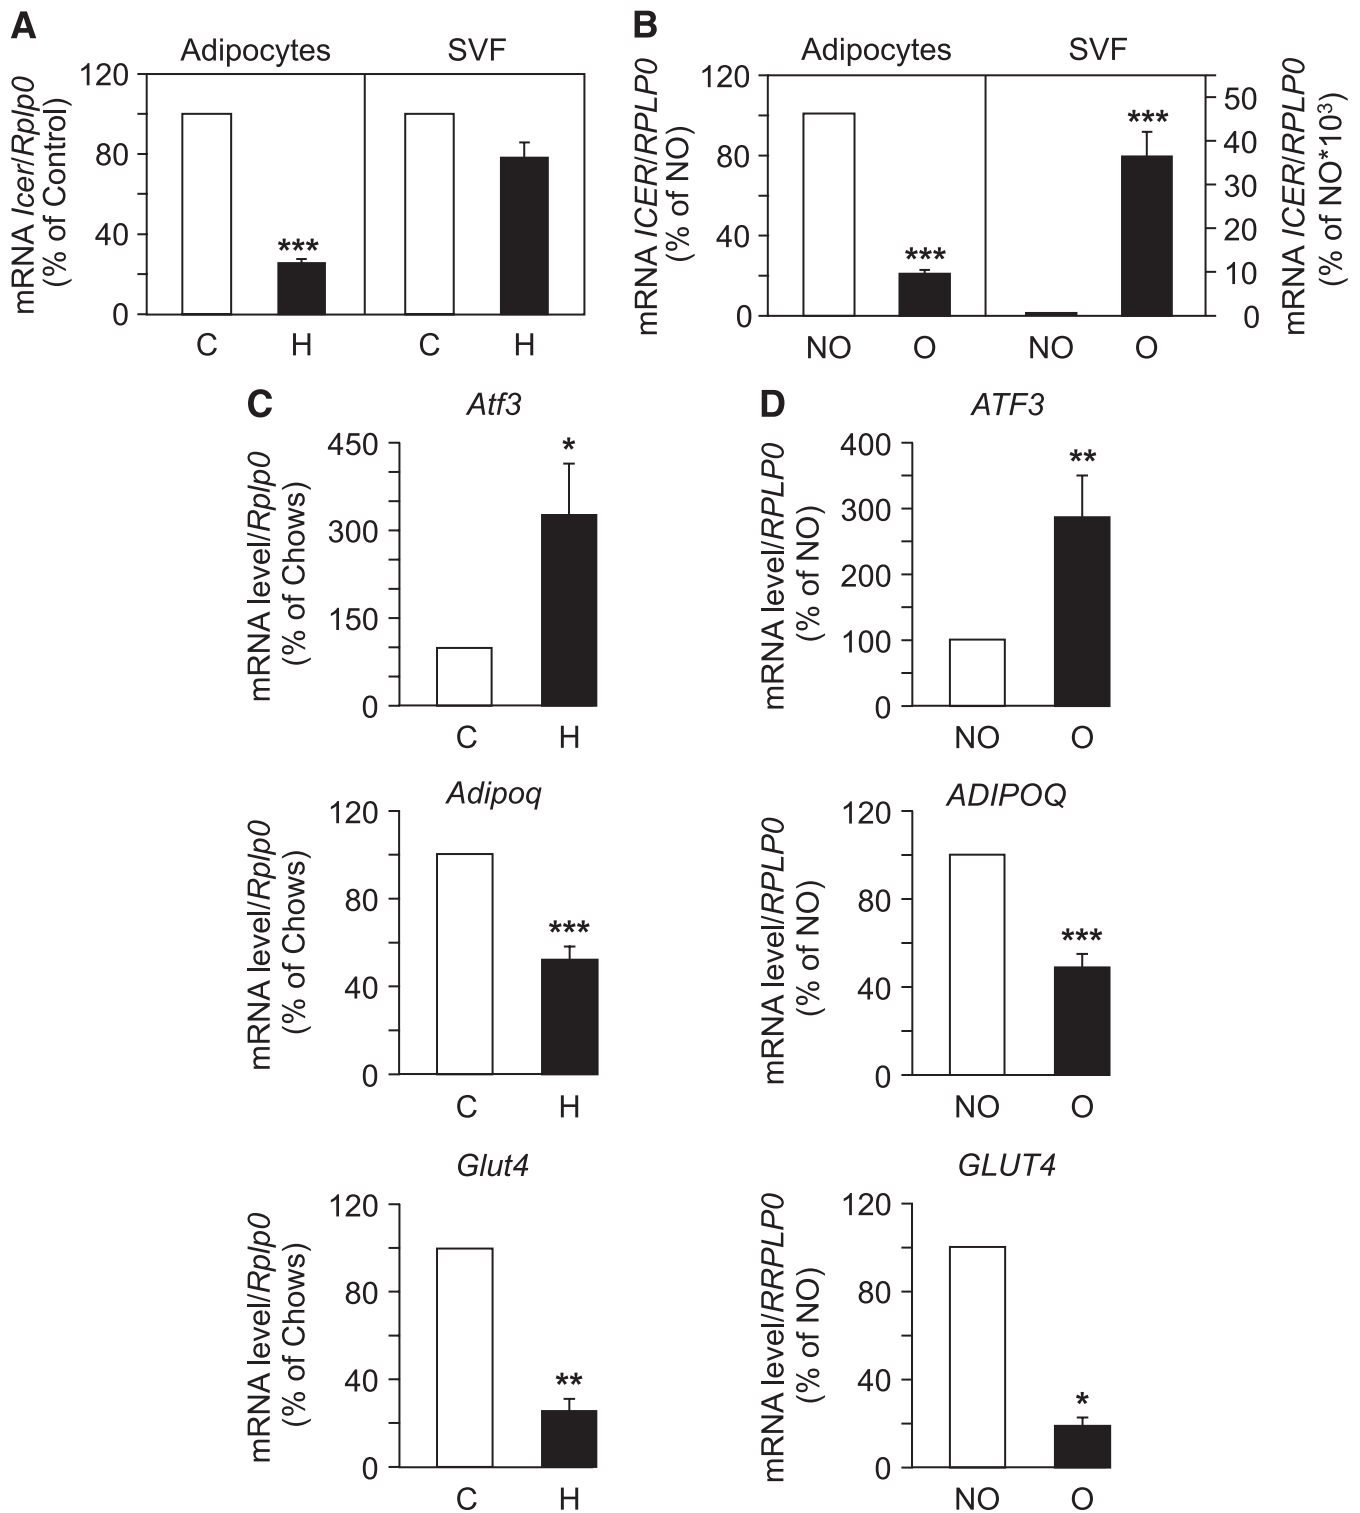 A
Adipocytes
SVF
mRNA Icer/Rplp0
(% of Control)
120
80
40
0
***
C
H
C
H
B
Adipocytes
SVF
mRNA ICER/RPLP0
(% of NO)
120
80
40
0
***
***
50
40
30
20
10
0
mRNA ICER/RPLP0
(% of NO*10³)
NO
O
NO
O
C
Atf3
mRNA level/Rplp0
(% of Chows)
450
300
150
0
*
C
H
D
ATF3
mRNA level/RPLP0
(% of NO)
400
300
200
100
0
**
NO
O
Adipoq
mRNA level/Rplp0
(% of Chows)
120
80
40
0
***
C
H
ADIPOQ
mRNA level/RPLP0
(% of NO)
120
80
40
0
***
NO
O
Glut4
mRNA level/Rplp0
(% of Chows)
120
80
40
0
**
C
H
GLUT4
mRNA level/RRPLP0
(% of NO)
120
80
40
0
*
NO
O